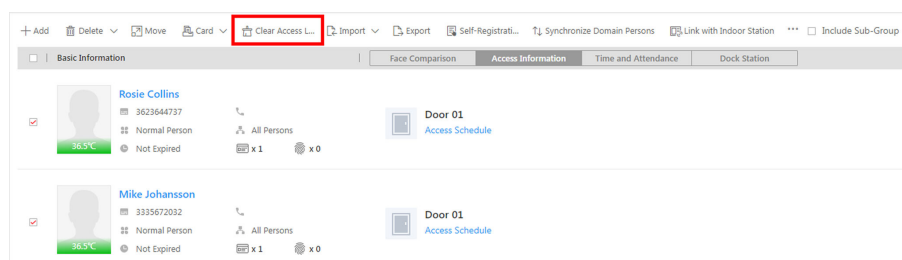 Add Delete Move Card Clear Access L... Import Export Self-Registrati... Synchronize Domain Persons Link with Indoor Station ... Include Sub-Group
Basic Information Face Comparison Access Information Time and Attendance Dock Station
Rosie Collins
3623644737
Door 01
Normal Person All Persons
Access Schedule
36.5°C Not Expired x 1 x 0
Mike Johansson
3335672032
Door 01
Normal Person All Persons
Access Schedule
36.5°C Not Expired x 1 x 0